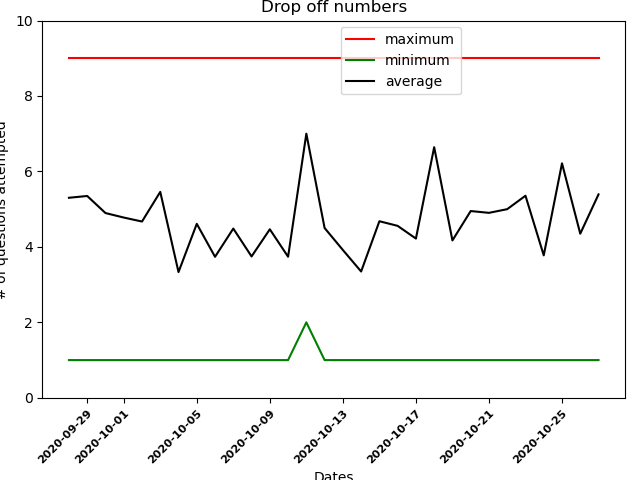 Drop off numbers
maximum
minimum
average
# of questions attempted
10
8
6
4
2
0
2020-09-29
2020-10-01
2020-10-05
2020-10-09
2020-10-13
2020-10-17
2020-10-21
2020-10-25
Dates